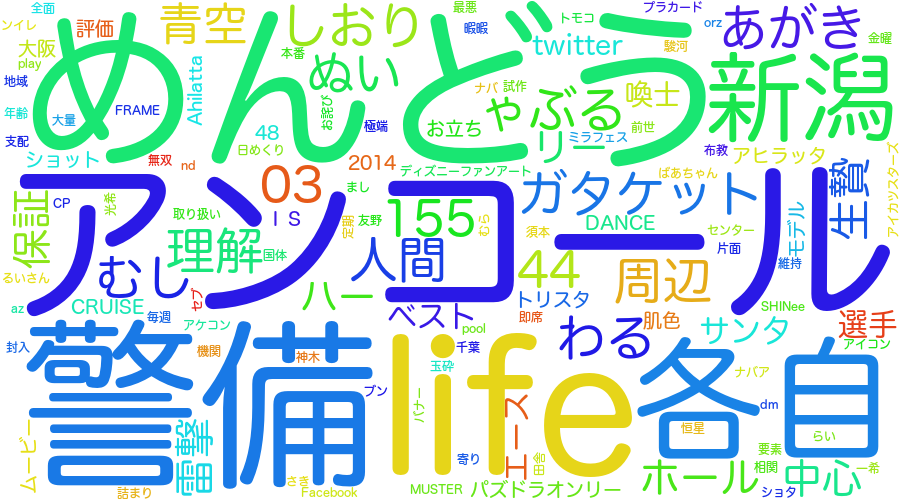 全面
ンイレ
評価
青空
しおり
最悪
暇暇
トモコ
プラカード
orz
あがき
金曜
大阪
play
本番
twitter
駿河
めんどう
新潟
地域
Ahilatta
ぬい
ナバ
試作
喚士
年齢
大量
FRAME
お詫び
極端
やぶる
前世
支配
48
お立ち
リー
ミラフェス
布教
ショット
無双
日めくり
アヒラッタ
nd
2014
ディズニーファンアート
ばあちゃん
アイカツスターズ
アンコール
03
まし
ガタケット
生贄
保証
CP
光希
取り扱い
IS
定期
友野
155
むら
DANCE
センター
モデル
理解
国体
人間
須本
片面
るいさん
むし
44
周辺
維持
az
CRUISE
セブ
ハー
トリスタ
SHINee
毎週
アケコン
ベスト
即席
肌色
選手
封入
pool
わる
サンタ
アイコン
警備
機関
神木
千葉
life
各自
玉砕
ナバア
ブン
バナー
エース
dm
ムービー
雷撃
恒星
らい
寄り
田舎
要素
さき
ホール
相関
中心
一希
詰まり
Facebook
MUSTER
パズドラオンリー
ショタ